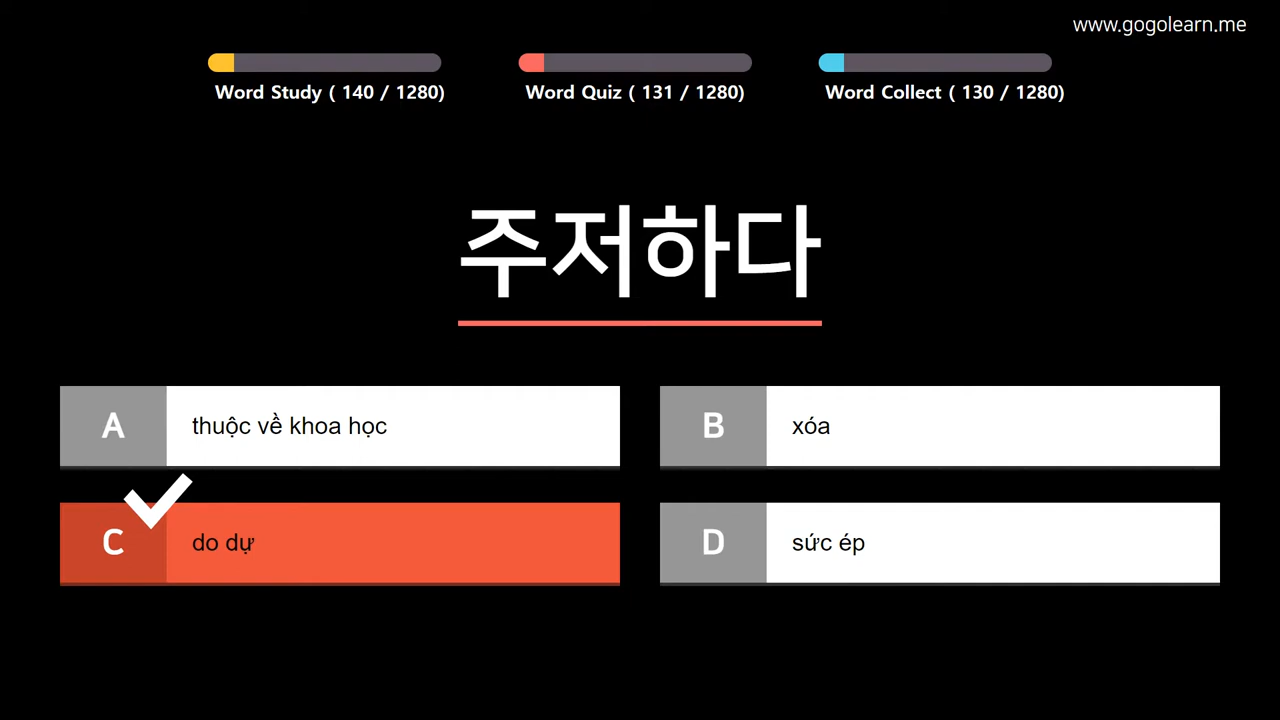 www.gogolearn.me
Word Study ( 140 / 1280)
Word Quiz ( 131 / 1280)
Word Collect ( 130 / 1280)
주저하다
A
thuộc về khoa học
B
xóa
C
do dự
D
sức ép